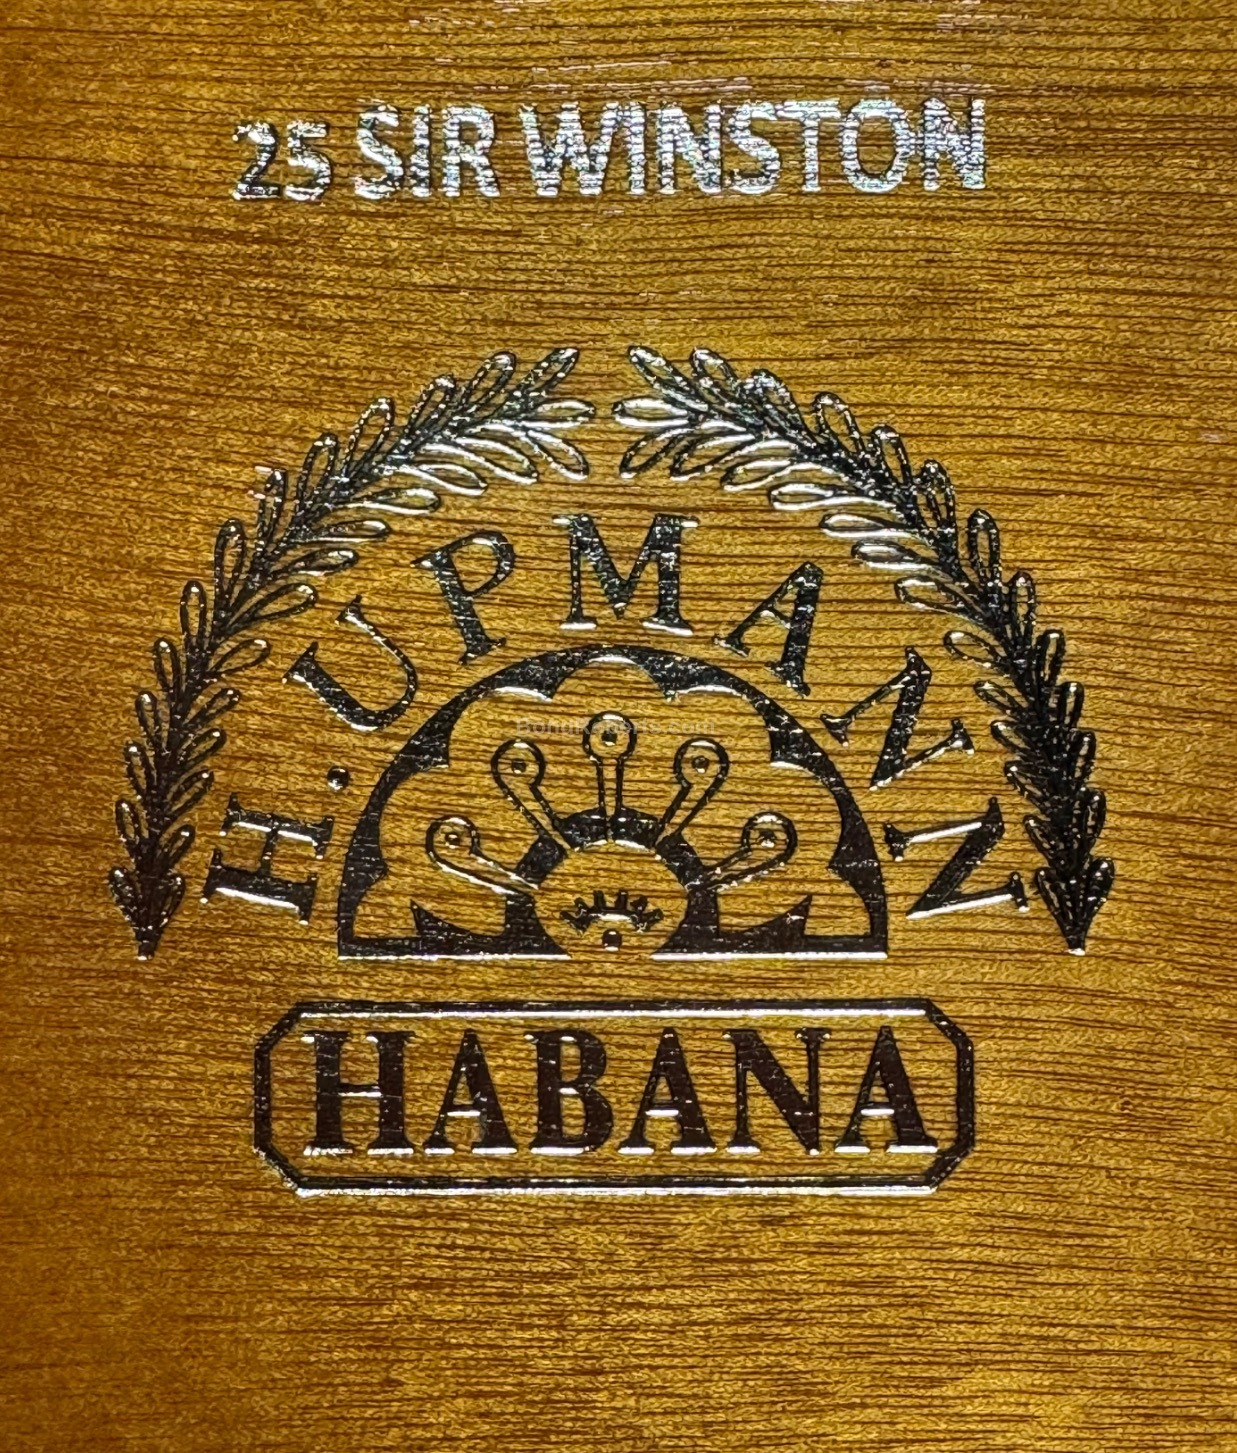 25 SIR WINSTON
H. UPMANN
HABANA